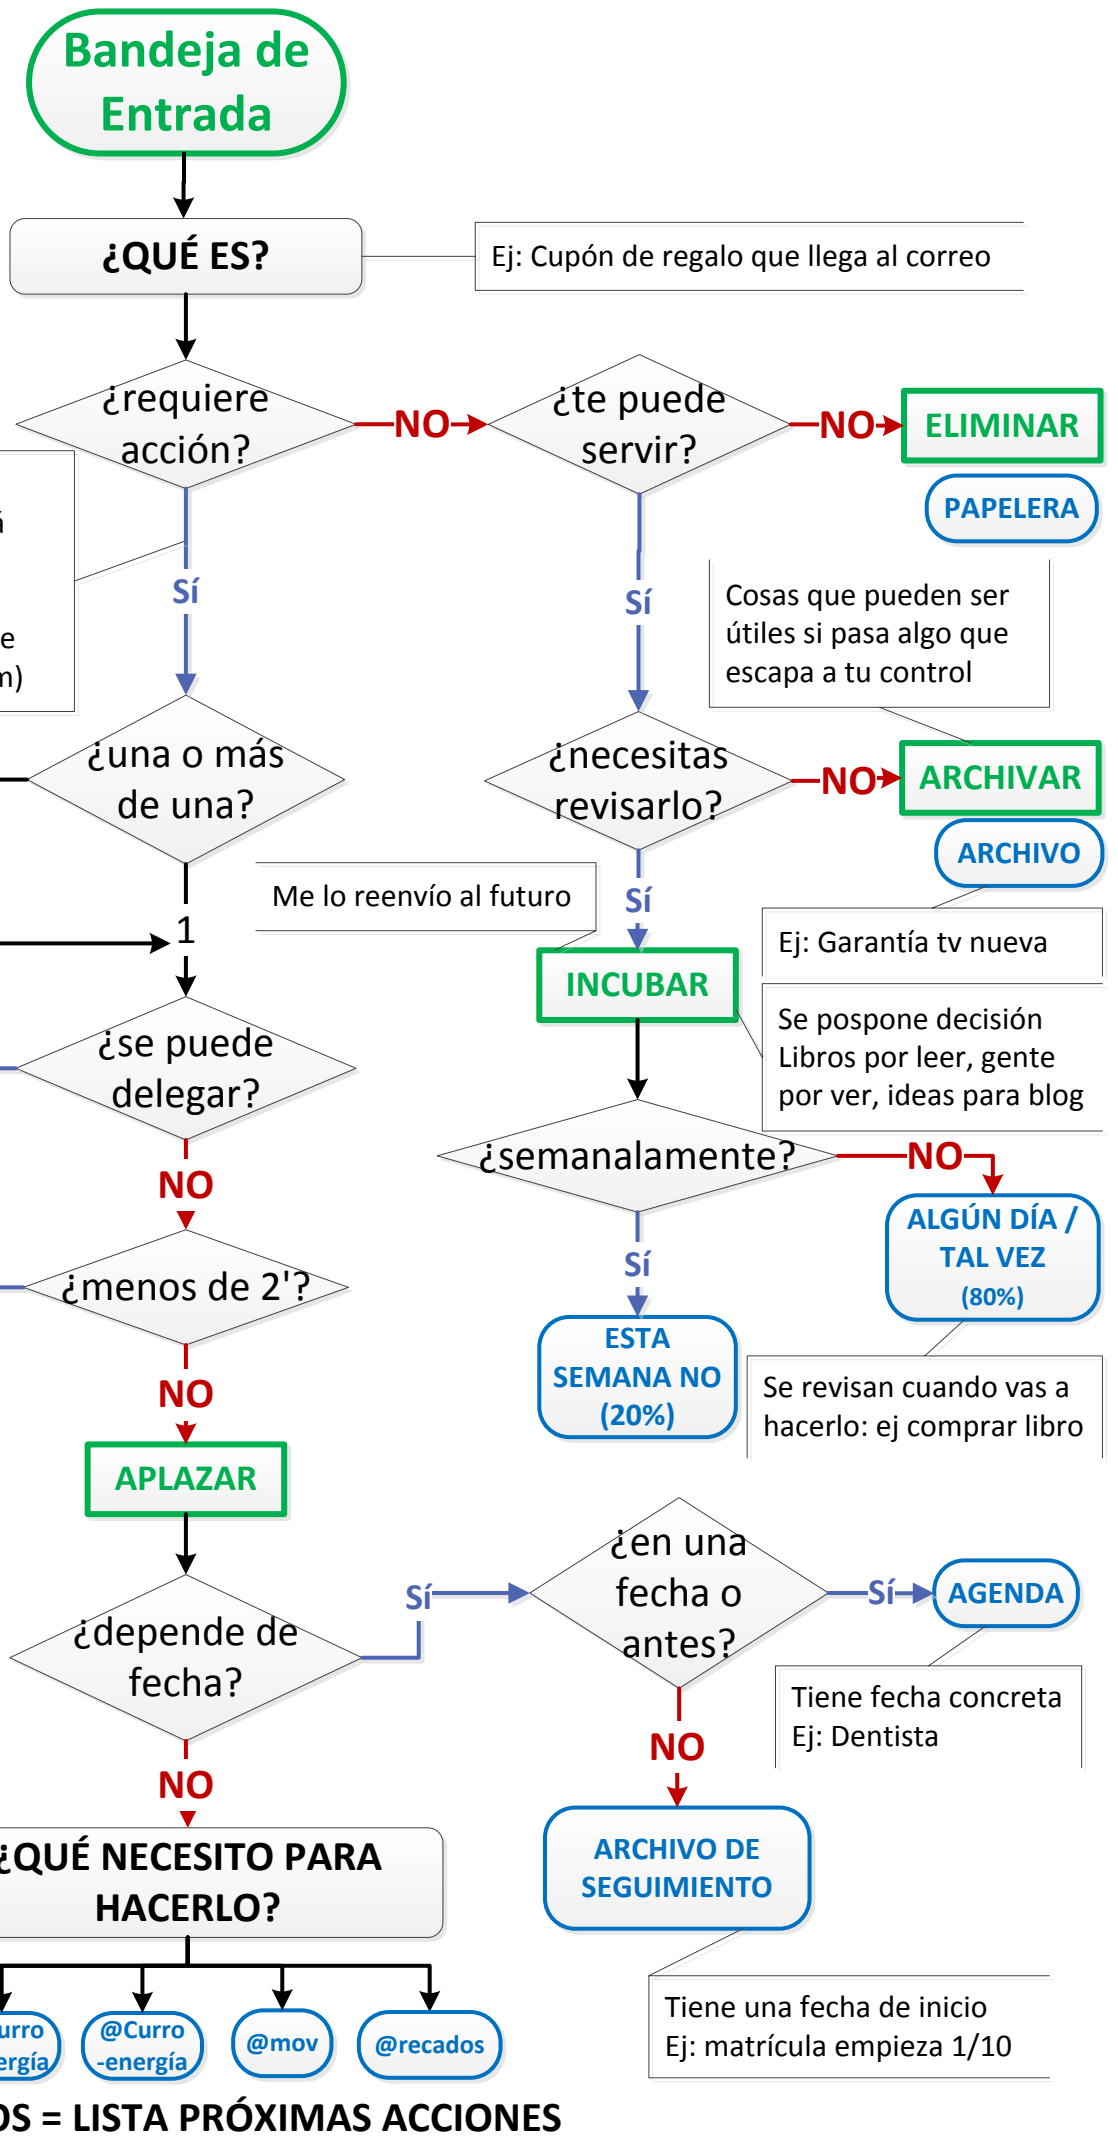 Bandeja de
Entrada
¿QUÉ ES?
Ej: Cupón de regalo que llega al correo
¿requiere
acción?
NO
¿te puede
servir?
NO
ELIMINAR
PAPELERA
Sí
Sí
Cosas que pueden ser
útiles si pasa algo que
escapa a tu control
¿una o más
de una?
¿necesitas
revisarlo?
NO
ARCHIVAR
ARCHIVO
Me lo reenvío al futuro
Sí
1
Ej: Garantía tv nueva
INCUBAR
Se pospone decisión
Libros por leer, gente
por ver, ideas para blog
¿se puede
delegar?
¿semanalamente?
NO
NO
ALGÚN DÍA /
TAL VEZ
(80%)
Sí
¿menos de 2'?
ESTA
SEMANA NO
(20%)
Se revisan cuando vas a
hacerlo: ej comprar libro
NO
APLAZAR
¿en una
fecha o
antes?
Sí
Sí
AGENDA
¿depende de
fecha?
Tiene fecha concreta
Ej: Dentista
NO
NO
¿QUÉ NECESITO PARA
HACERLO?
ARCHIVO DE
SEGUIMIENTO
@Curro
-energía
@mov
@recados
Tiene una fecha de inicio
Ej: matrícula empieza 1/10
= LISTA PRÓXIMAS ACCIONES